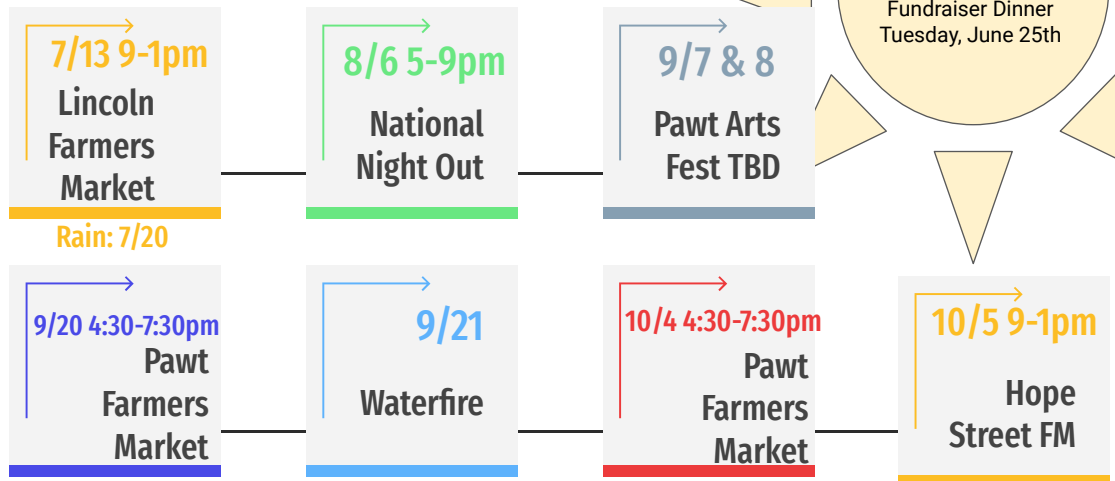 Fundraiser Dinner
Tuesday, June 25th
7/13 9-1pm
Lincoln
Farmers
Market
Rain: 7/20
8/6 5-9pm
National
Night Out
9/7 & 8
Pawt Arts
Fest TBD
9/20 4:30-7:30pm
Pawt
Farmers
Market
9/21
Waterfire
10/4 4:30-7:30pm
Pawt
Farmers
Market
10/5 9-1pm
Hope
Street FM